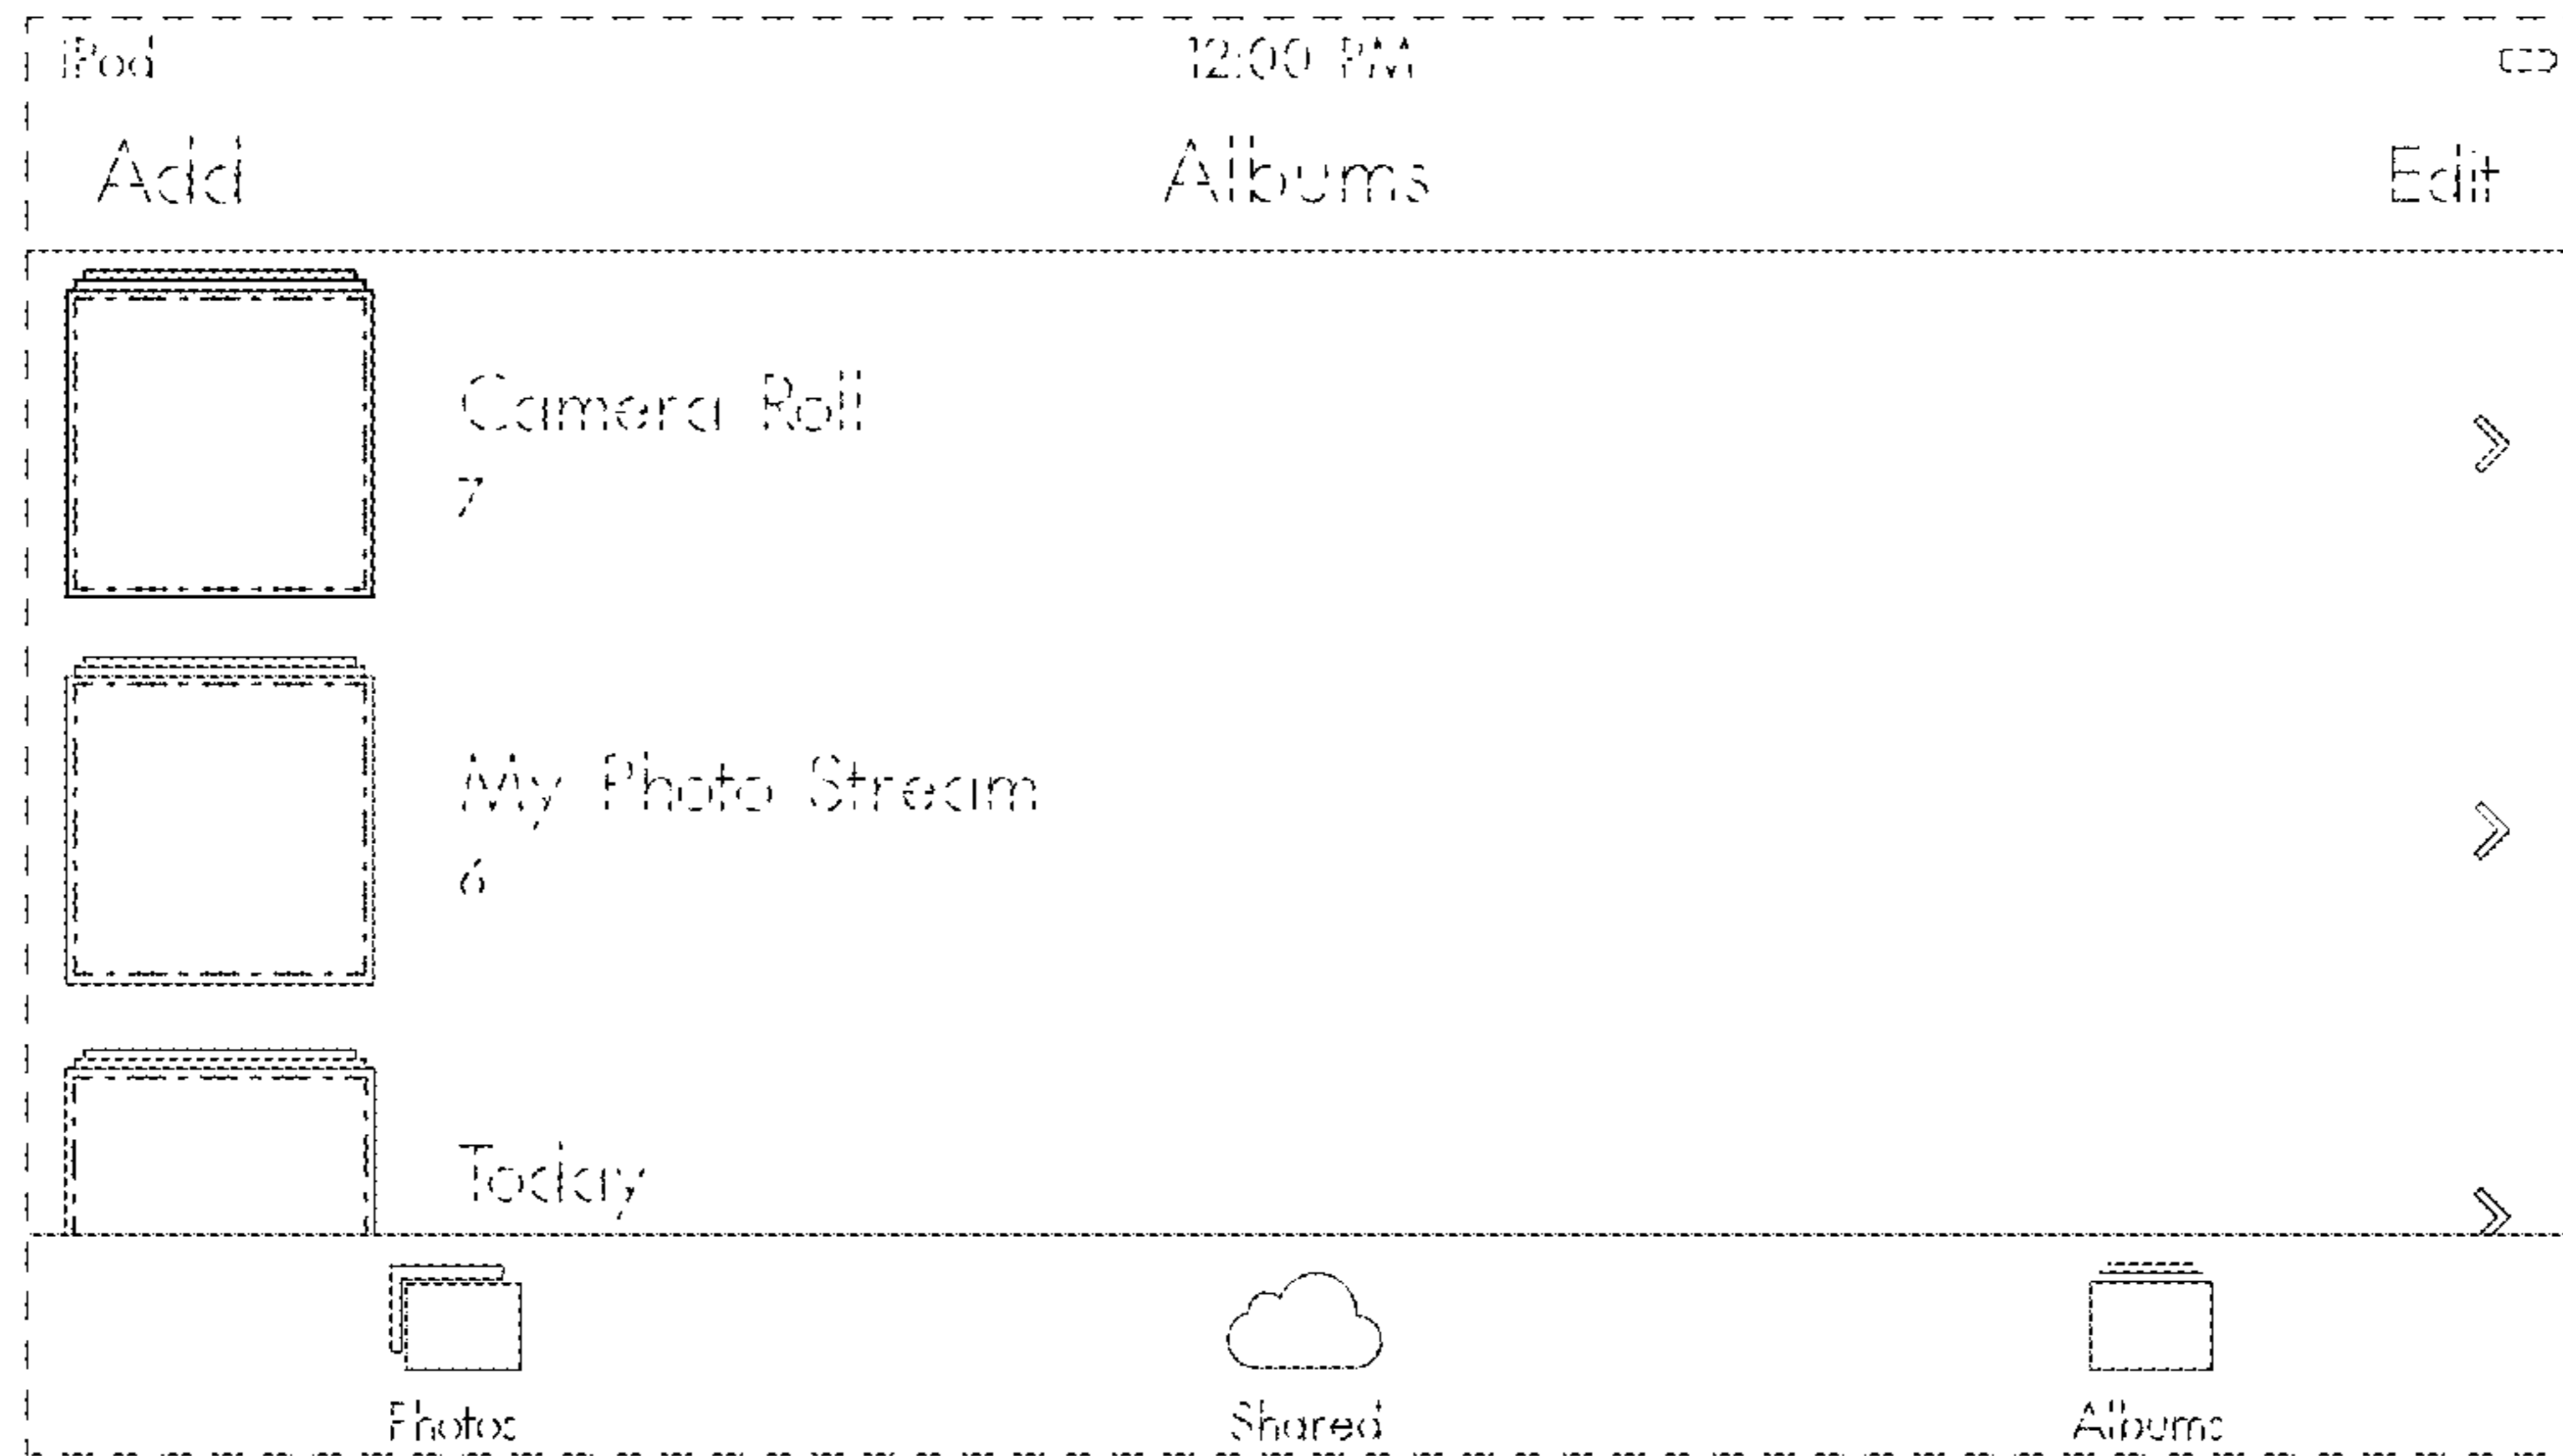 iPod 12:00 PM
Add Albums Edit
Camera Roll
7
My Photo Stream
6
Today
Photos Shared Albums